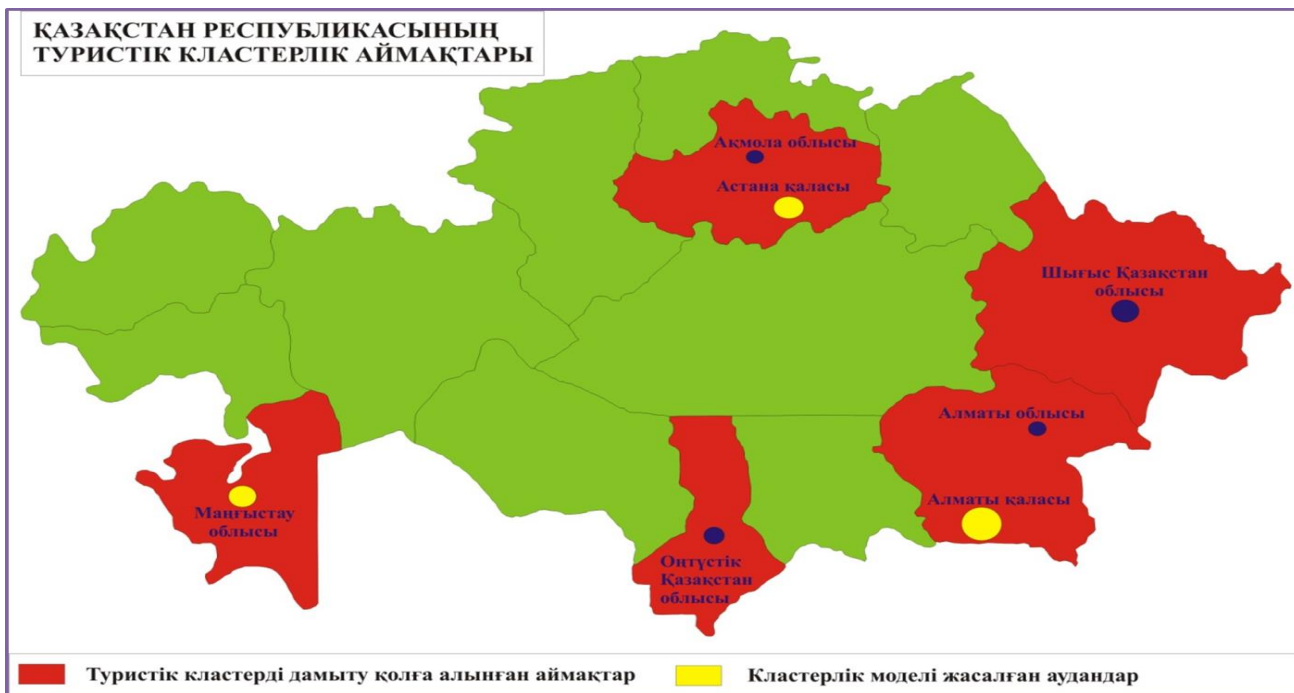 ҚАЗАҚСТАН РЕСПУБЛИКАСЫНЫҢ
ТУРИСТІК КЛАСТЕРЛІК АЙМАҚТАРЫ
Ақмола облысы
Астана қаласы
Шығыс Қазақстан
облысы
Алматы облысы
Алматы қаласы
Маңғыстау
облысы
Оңтүстік
Қазақстан
облысы
Туристік кластерді дамыту қолға алынған аймақтар
Кластерлік моделі жасалған аудандар